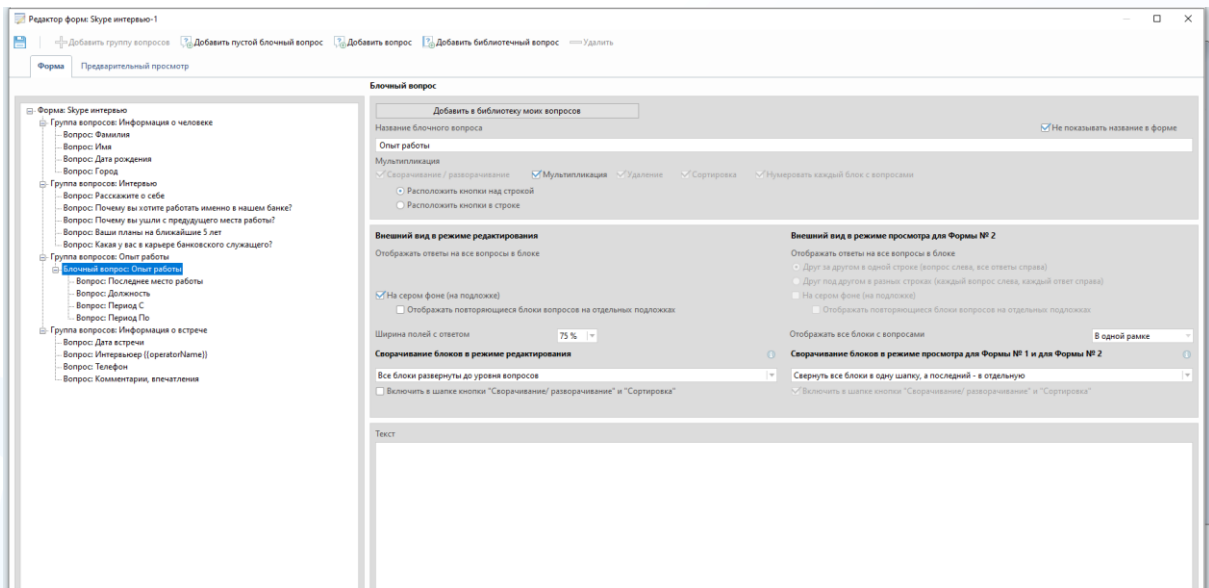 Редактор форм: Skype интервью-1
Добавить группу вопросов Добавить пустой блочный вопрос Добавить вопрос Добавить библиотечный вопрос Удалить
Форма Предварительный просмотр
Форма: Skype интервью
Группа вопросов: Информация о человеке
Вопрос: Фамилия
Вопрос: Имя
Вопрос: Дата рождения
Вопрос: Город
Группа вопросов: Интервью
Вопрос: Расскажите о себе
Вопрос: Почему вы хотите работать именно в нашем банке?
Вопрос: Почему вы ушли с предудущего места работы?
Вопрос: Ваши планы на ближайшие 5 лет
Вопрос: Какая у вас в карьере банковского служащего?
Группа вопросов: Опыт работы
Блочный вопрос: Опыт работы
Вопрос: Последнее место работы
Вопрос: Должность
Вопрос: Период С
Вопрос: Период По
Группа вопросов: Информация о встрече
Вопрос: Дата встречи
Вопрос: Интервьюер {{operatorName}}
Вопрос: Телефон
Вопрос: Комментарии, впечатления
Блочный вопрос
Добавить в библиотеку моих вопросов
Название блочного вопроса Не показывать название в форме
Опыт работы
Мультипликация
Сворачивание / разворачивание Мультипликация Удаление Сортировка Нумеровать каждый блок с вопросами
Расположить кнопки над строкой
Расположить кнопки в строке
Внешний вид в режиме редактирования
Отображать ответы на все вопросы в блоке
На сером фоне (на подложке)
Отображать повторяющиеся блоки вопросов на отдельных подложках
Ширина полей с ответом 75 %
Сворачивание блоков в режиме редактирования
Все блоки развернуты до уровня вопросов
Включить в шапке кнопки "Сворачивание/ разворачивание" и "Сортировка"
Внешний вид в режиме просмотра для Формы № 2
Отображать ответы на все вопросы в блоке
Друг за другом в одной строке (вопрос слева, все ответы справа)
Друг под другом в разных строках (каждый вопрос слева, каждый ответ справа)
На сером фоне (на подложке)
Отображать повторяющиеся блоки вопросов на отдельных подложках
Отображать все блоки с вопросами В одной рамке
Сворачивание блоков в режиме просмотра для Формы № 1 и для Формы № 2
Свернуть все блоки в одну шапку, а последний - в отдельную
Включить в шапке кнопки "Сворачивание/ разворачивание" и "Сортировка"
Текст